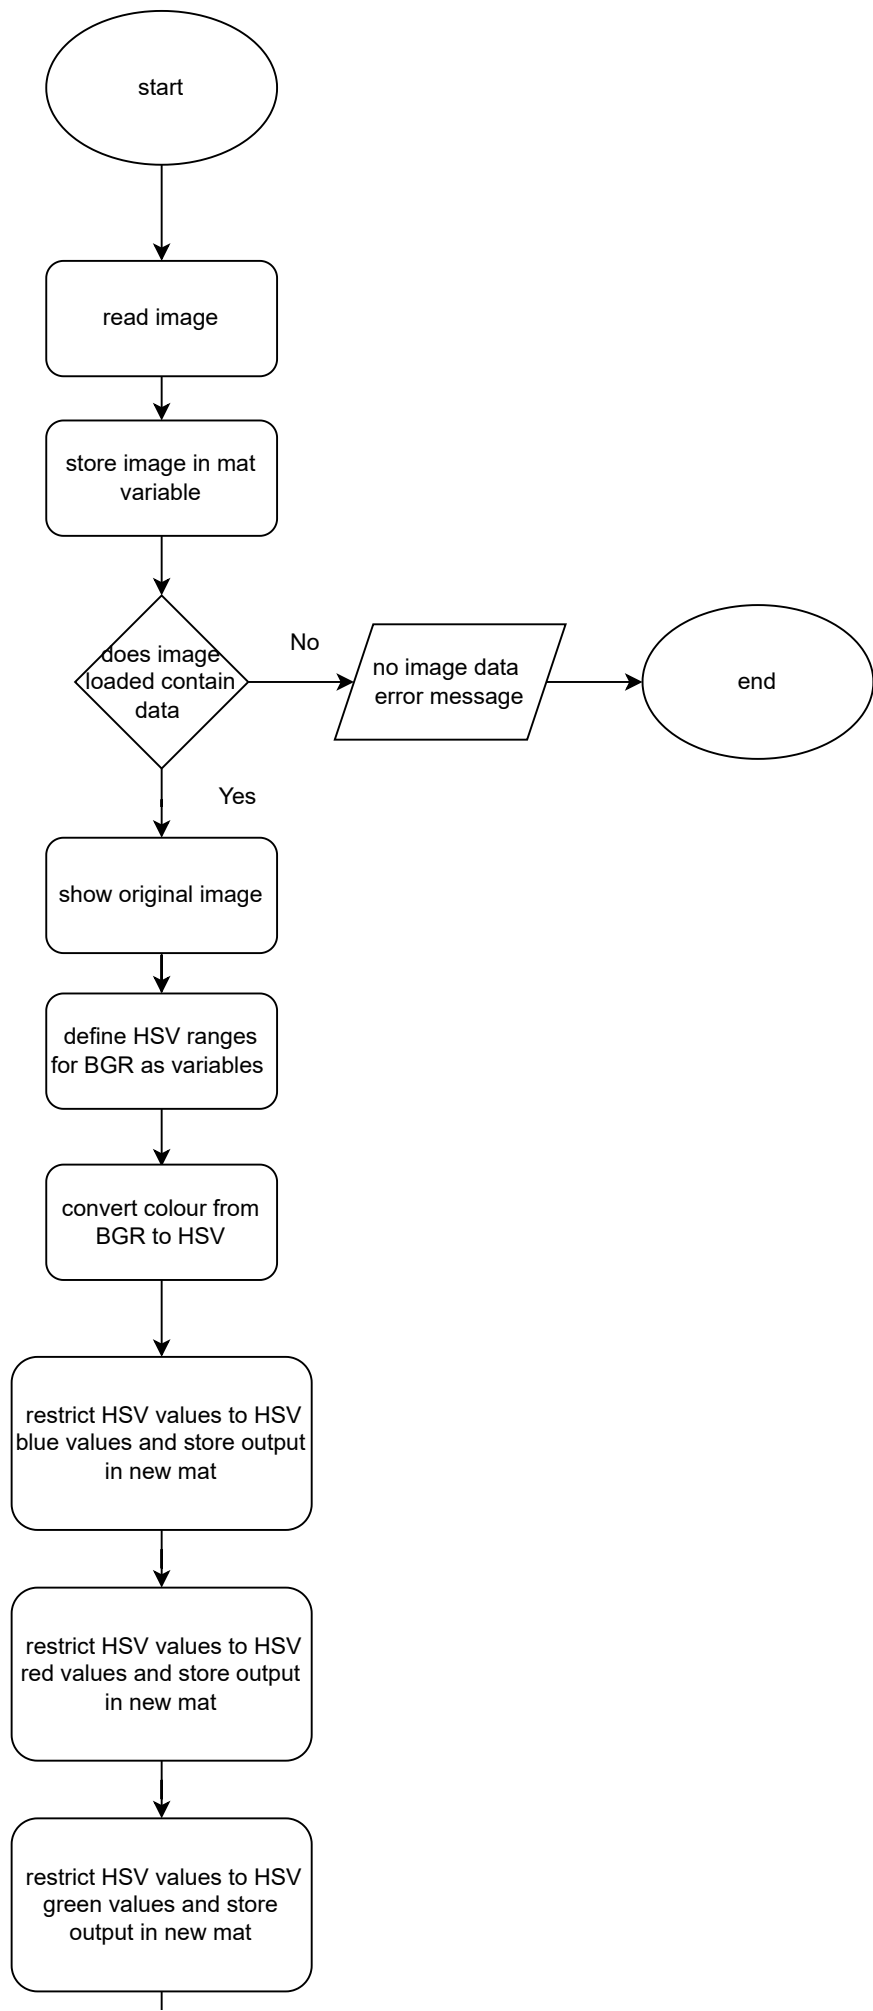 start
read image
store image in mat
variable
does image
loaded contain
data
No
no image data
error message
end
Yes
show original image
define HSV ranges
for BGR as variables
convert colour from
BGR to HSV
restrict HSV values to HSV
blue values and store output
in new mat
restrict HSV values to HSV
red values and store output
in new mat
restrict HSV values to HSV
green values and store
output in new mat